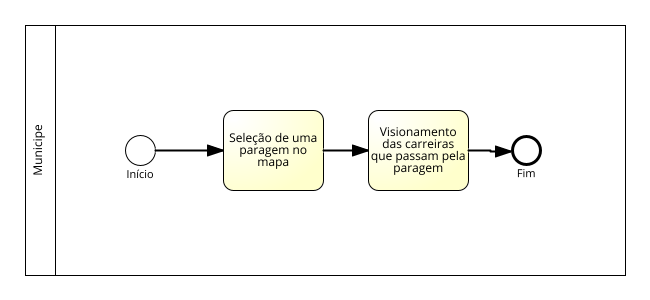 Municipe
Início
Seleção de uma
paragem no
mapa
Visionamento
das carreiras
que passam pela
paragem
Fim